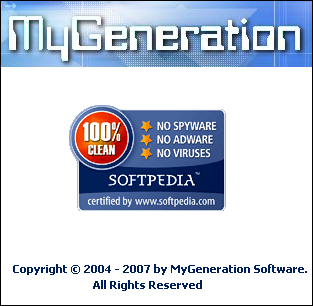 MyGeneration
100%
CLEAN
NO SPYWARE
NO ADWARE
NO VIRUSES
SOFTPEDIA™
certified by www.softpedia.com
Copyright © 2004 - 2007 by MyGeneration Software.
All Rights Reserved